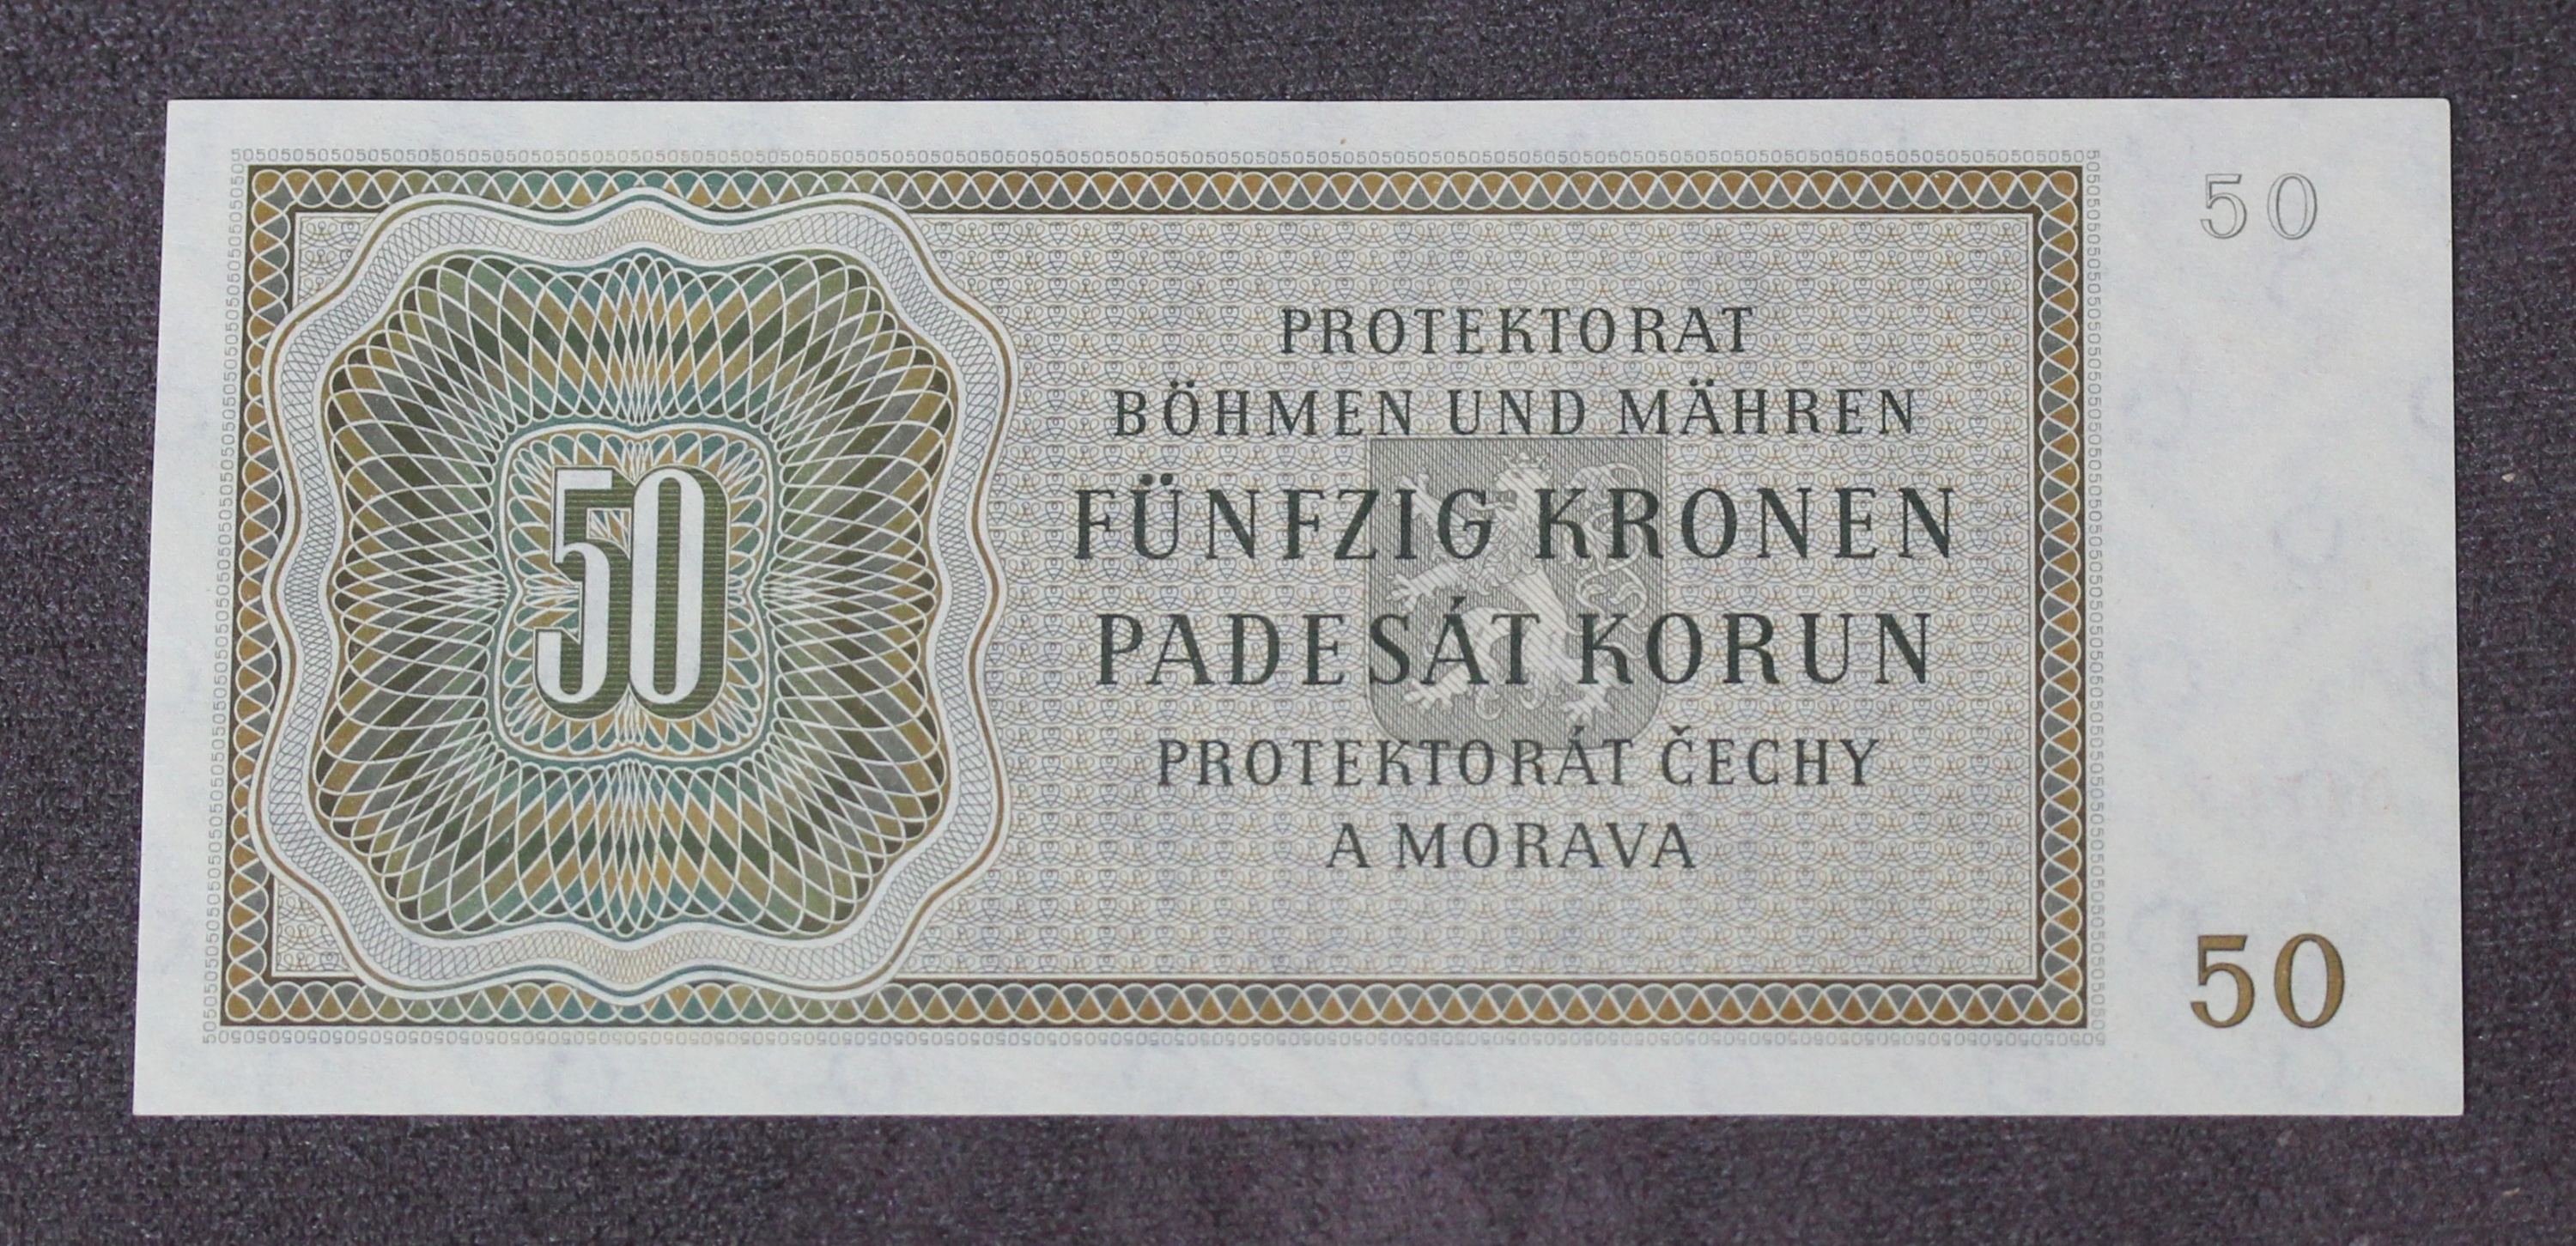 50
PROTEKTORAT
BÖHMEN UND MÄHREN
FÜNFZIG KRONEN
PADESÁT KORUN
PROTEKTORÁT ČECHY
A MORAVA
50
50